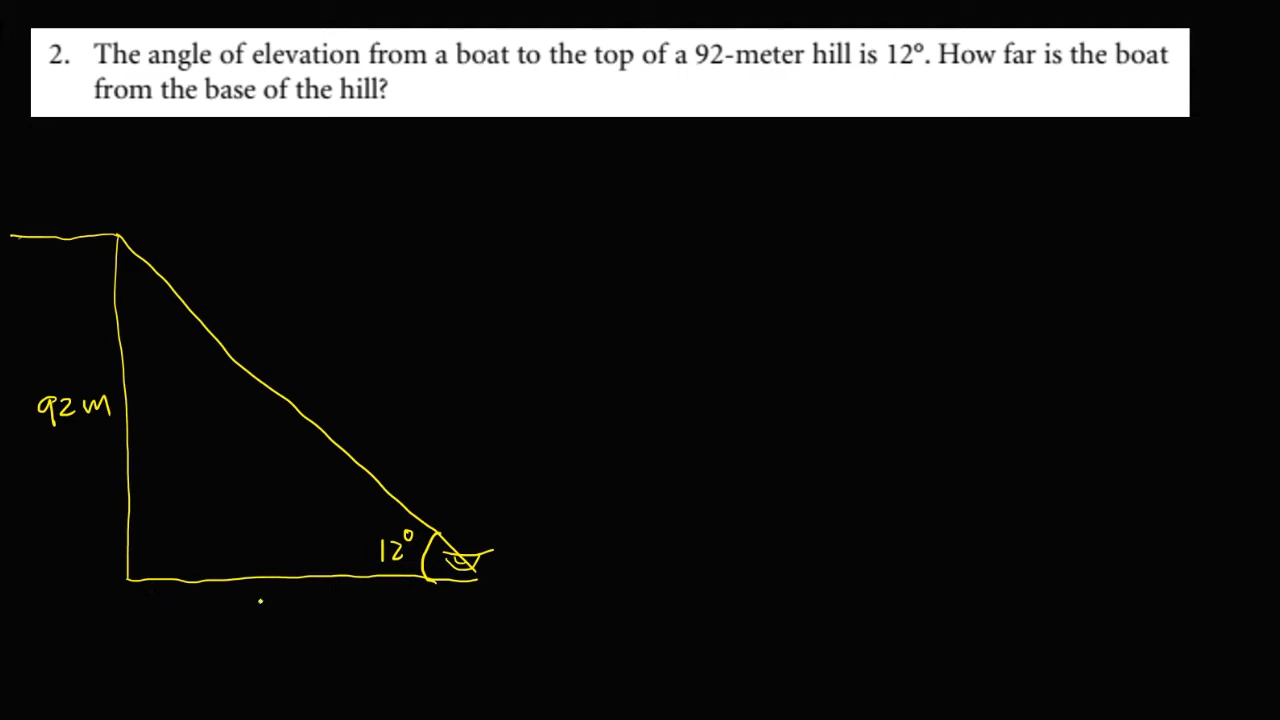 2. The angle of elevation from a boat to the top of a 92-meter hill is 12°. How far is the boat
from the base of the hill?
92 m
12°